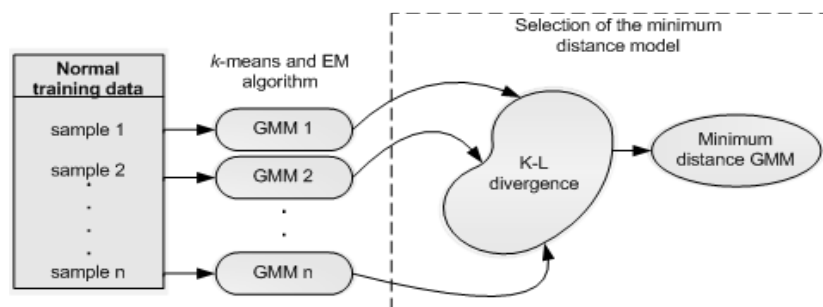 Selection of the minimum
distance model
k-means and EM
algorithm
Normal
training data
sample 1
GMM 1
sample 2
GMM 2
K-L
divergence
Minimum
distance GMM
sample n
GMM n